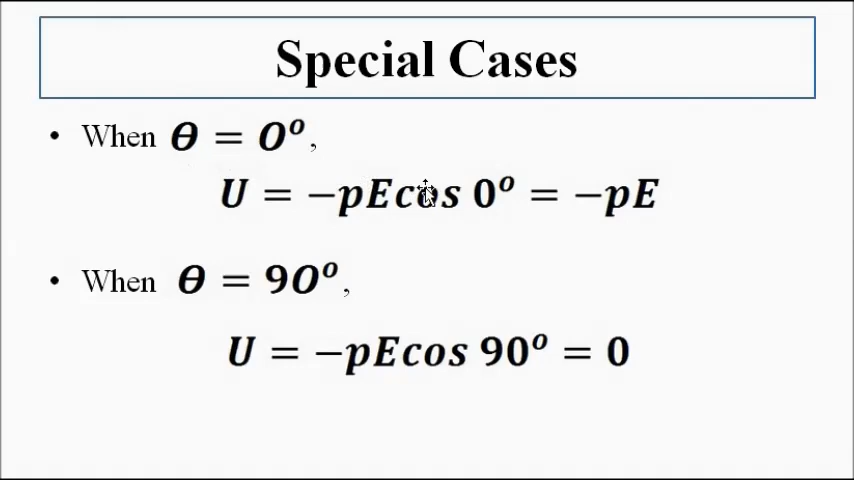 Special Cases
• When θ = 0°,
U = −pEcos 0° = −pE
• When θ = 90°,
U = −pEcos 90° = 0